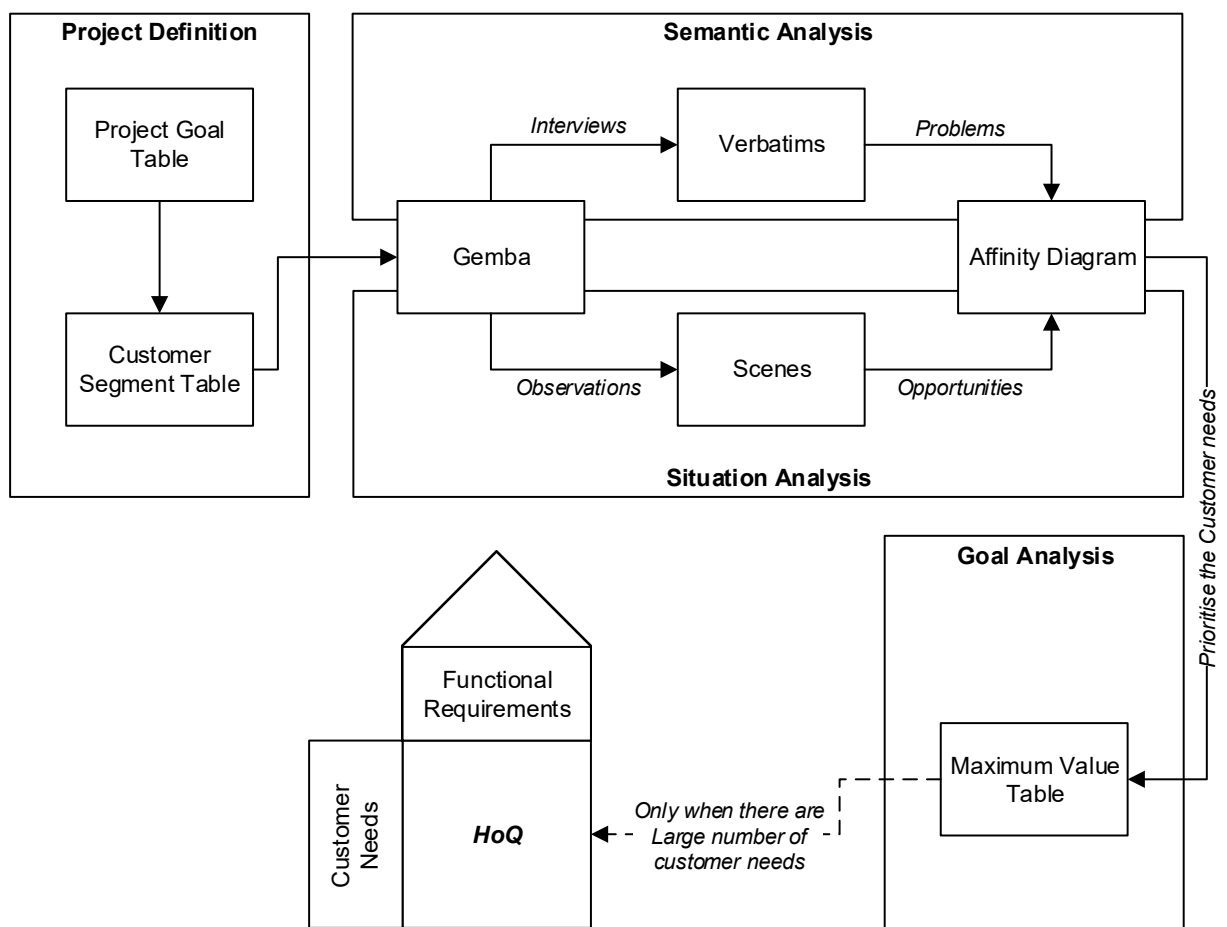 Project Definition
Project Goal
Table
Customer
Segment Table
Semantic Analysis
Interviews
Verbatims
Problems
Gemba
Affinity Diagram
Observations
Scenes
Opportunities
Situation Analysis
Prioritise the Customer needs
Goal Analysis
Maximum Value
Table
Only when there are
Large number of
customer needs
Functional
Requirements
Customer
Needs
HoQ